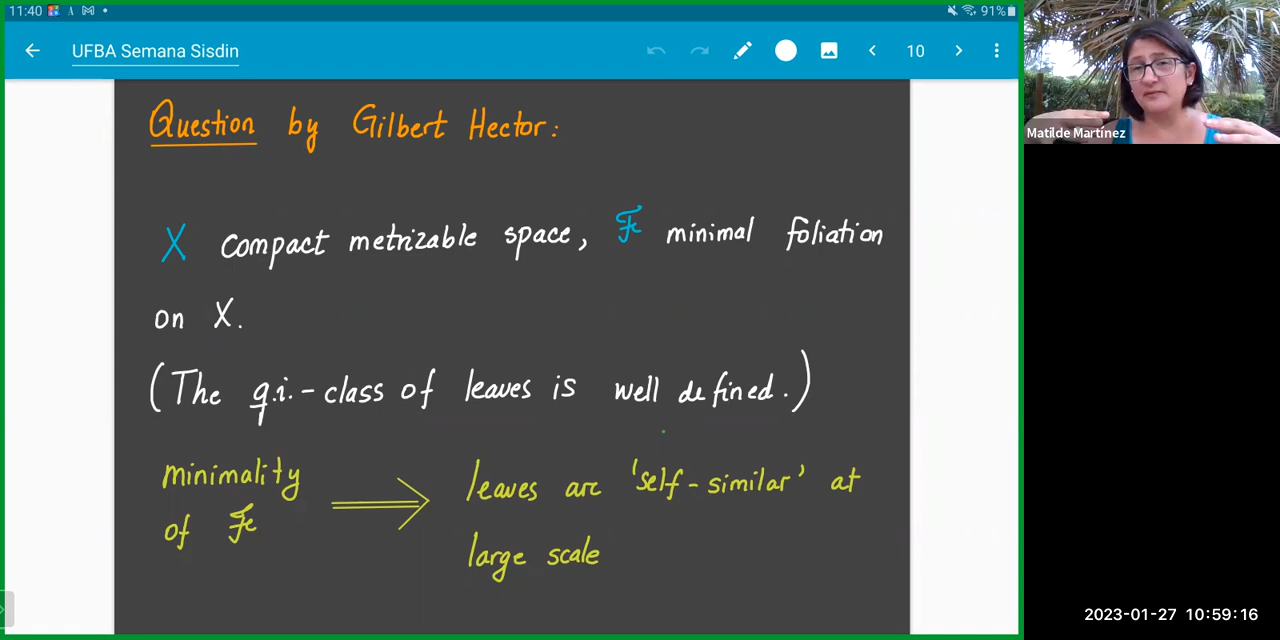 11:40
91%
UFBA Semana Sisdin
10
Question by Gilbert Hector:
X compact metrizable space, F minimal foliation
on X.
(The q.i.-class of leaves is well defined.)
minimality
of F
⟹ leaves are 'self-similar' at
large scale
Matilde Martínez
2023-01-27 10:59:16